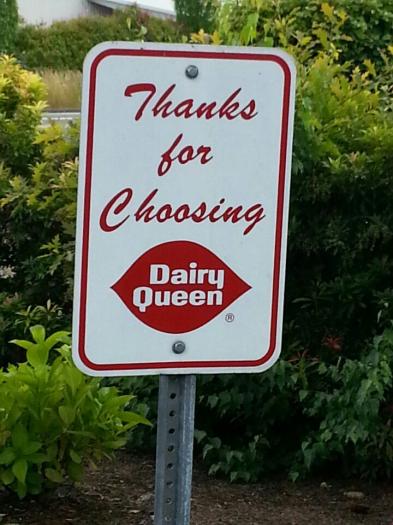 Thanks
for
Choosing
Dairy
Queen
®